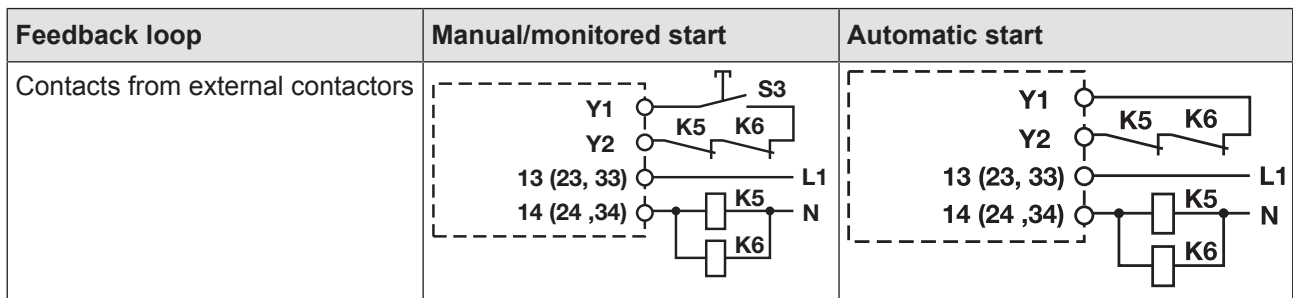 Feedback loop Manual/monitored start Automatic start
Contacts from external contactors
S3
Y1
K5 K6
Y2
13 (23, 33) L1
14 (24 ,34) K5 N
K6
Y1
K5 K6
Y2
13 (23, 33) L1
14 (24 ,34) K5 N
K6